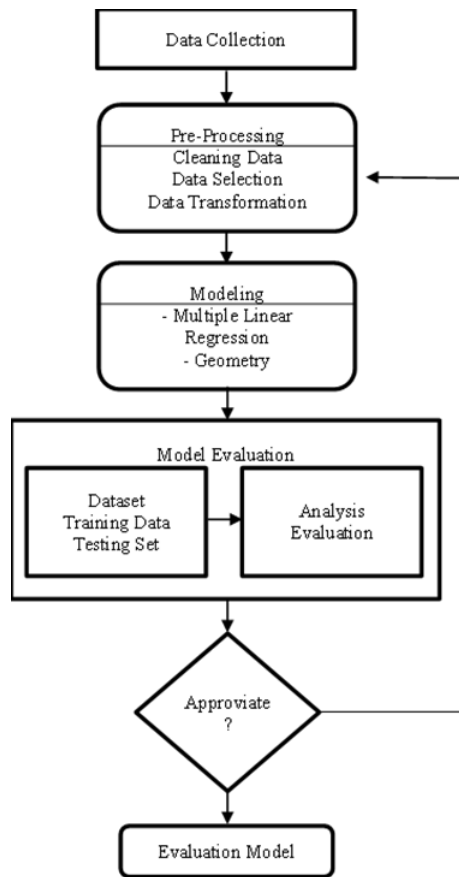 Data Collection
Pre-Processing
Cleaning Data
Data Selection
Data Transformation
Modeling
- Multiple Linear
Regression
- Geometry
Model Evaluation
Dataset
Training Data
Testing Set
Analysis
Evaluation
Approviate
?
Evaluation Model